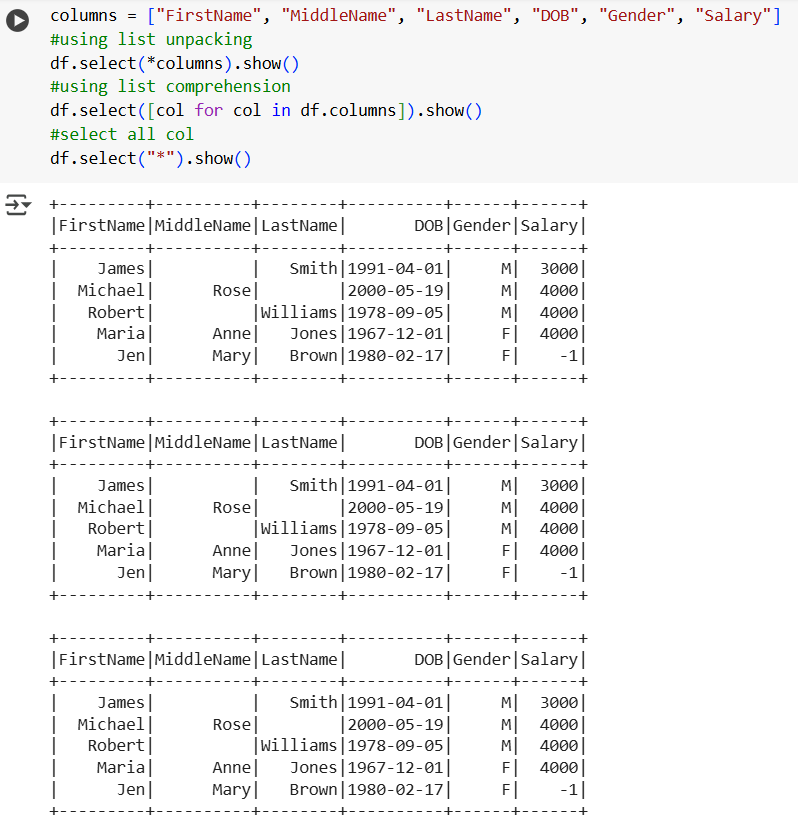 columns = ["FirstName", "MiddleName", "LastName", "DOB", "Gender", "Salary"]
#using list unpacking
df.select(*columns).show()
#using list comprehension
df.select([col for col in df.columns]).show()
#select all col
df.select("*").show()
+---------+----------+--------+----------+------+------+
|FirstName|MiddleName|LastName|       DOB|Gender|Salary|
+---------+----------+--------+----------+------+------+
|    James|          |   Smith|1991-04-01|     M|  3000|
|  Michael|      Rose|        |2000-05-19|     M|  4000|
|   Robert|          |Williams|1978-09-05|     M|  4000|
|    Maria|      Anne|   Jones|1967-12-01|     F|  4000|
|      Jen|      Mary|   Brown|1980-02-17|     F|    -1|
+---------+----------+--------+----------+------+------+
+---------+----------+--------+----------+------+------+
|FirstName|MiddleName|LastName|       DOB|Gender|Salary|
+---------+----------+--------+----------+------+------+
|    James|          |   Smith|1991-04-01|     M|  3000|
|  Michael|      Rose|        |2000-05-19|     M|  4000|
|   Robert|          |Williams|1978-09-05|     M|  4000|
|    Maria|      Anne|   Jones|1967-12-01|     F|  4000|
|      Jen|      Mary|   Brown|1980-02-17|     F|    -1|
+---------+----------+--------+----------+------+------+
+---------+----------+--------+----------+------+------+
|FirstName|MiddleName|LastName|       DOB|Gender|Salary|
+---------+----------+--------+----------+------+------+
|    James|          |   Smith|1991-04-01|     M|  3000|
|  Michael|      Rose|        |2000-05-19|     M|  4000|
|   Robert|          |Williams|1978-09-05|     M|  4000|
|    Maria|      Anne|   Jones|1967-12-01|     F|  4000|
|      Jen|      Mary|   Brown|1980-02-17|     F|    -1|
+---------+----------+--------+----------+------+------+